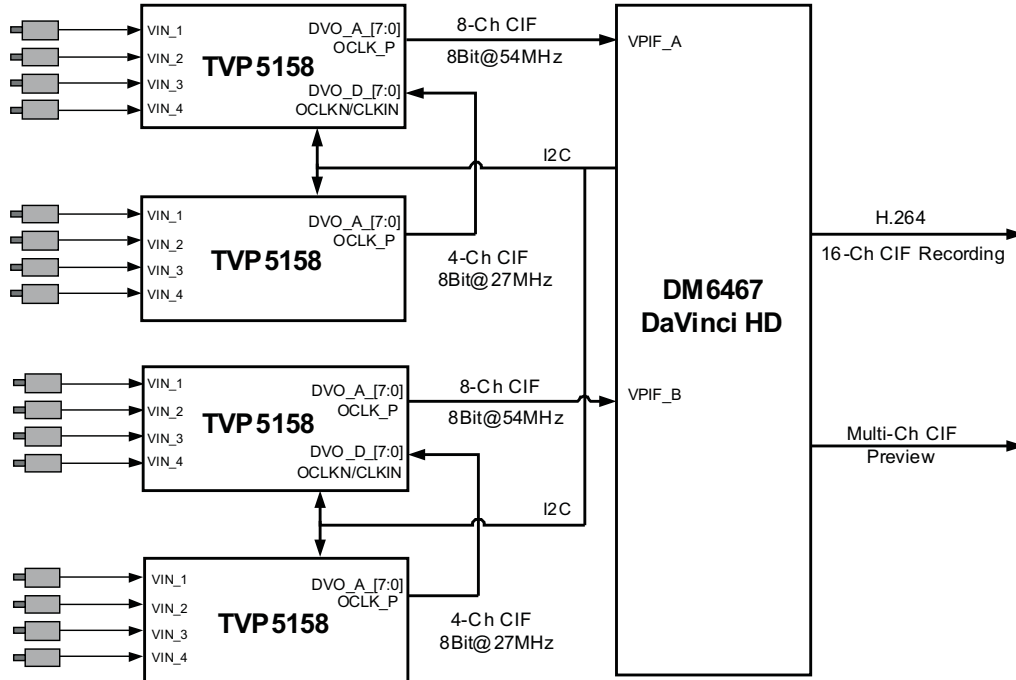 VIN_1
VIN_2
VIN_3
VIN_4
TVP5158
DVO_A_[7:0]
OCLK_P
DVO_D_[7:0]
OCLKN/CLKIN
8-Ch CIF
8Bit@54MHz
VPIF_A
I2C
VIN_1
VIN_2
VIN_3
VIN_4
TVP5158
DVO_A_[7:0]
OCLK_P
4-Ch CIF
8Bit@27MHz
DM6467
DaVinci HD
H.264
16-Ch CIF Recording
VIN_1
VIN_2
VIN_3
VIN_4
TVP5158
DVO_A_[7:0]
OCLK_P
DVO_D_[7:0]
OCLKN/CLKIN
8-Ch CIF
8Bit@54MHz
VPIF_B
Multi-Ch CIF
Preview
I2C
VIN_1
VIN_2
VIN_3
VIN_4
TVP5158
DVO_A_[7:0]
OCLK_P
4-Ch CIF
8Bit@27MHz